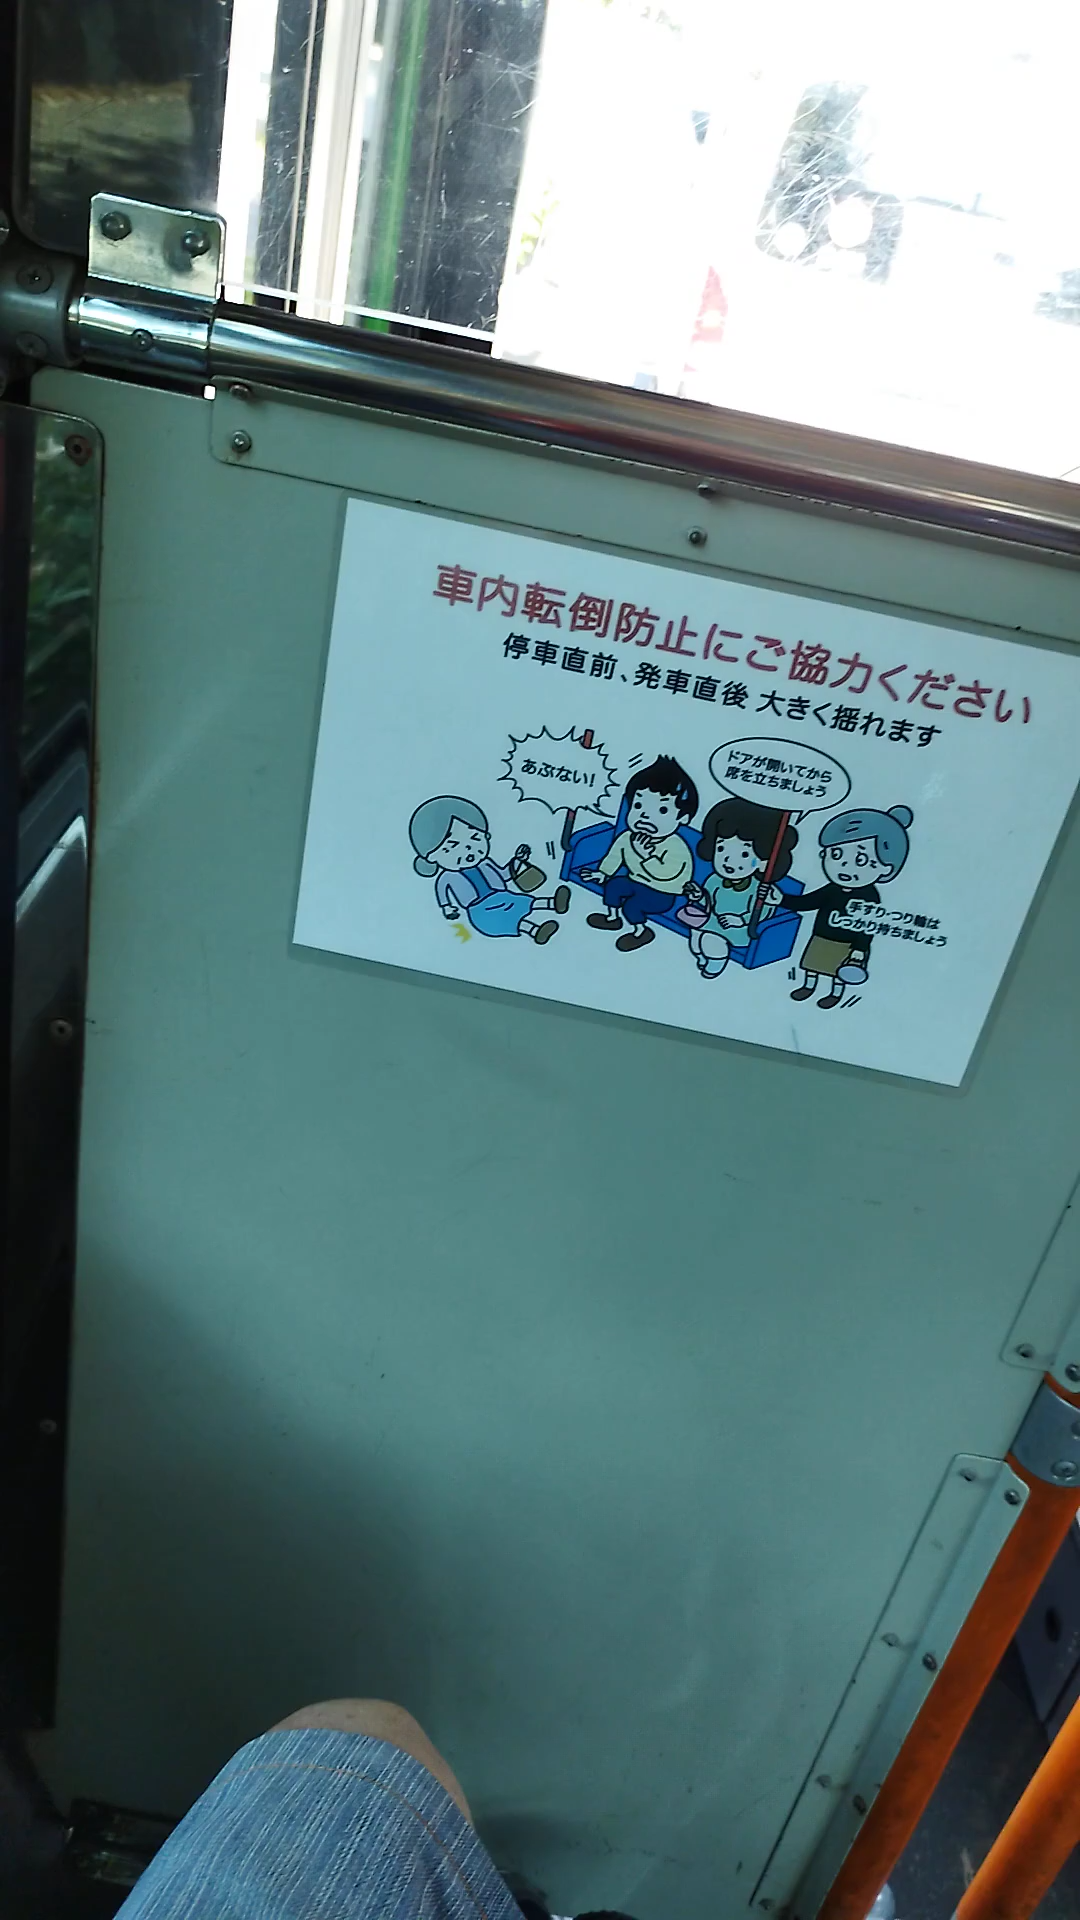 車内転倒防止にご協力ください
停車直前、発車直後 大きく揺れます
あぶない!
ドアが開いてから
席を立ちましょう
手すり・つり輪は
しっかり持ちましょう